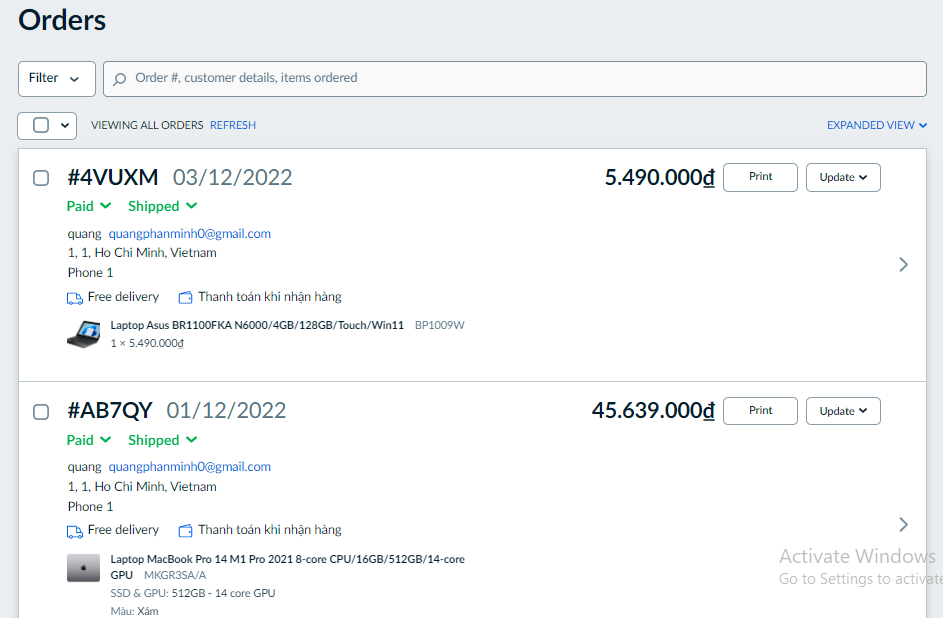 Orders
Filter
Order #, customer details, items ordered
VIEWING ALL ORDERS REFRESH
EXPANDED VIEW
#4VUXM 03/12/2022
5.490.000₫
Print
Update
Paid Shipped
quang quangphanminh0@gmail.com
1, 1, Ho Chi Minh, Vietnam
Phone 1
Free delivery Thanh toán khi nhận hàng
Laptop Asus BR1100FKA N6000/4GB/128GB/Touch/Win11 BP1009W
1 × 5.490.000₫
#AB7QY 01/12/2022
45.639.000₫
Print
Update
Paid Shipped
quang quangphanminh0@gmail.com
1, 1, Ho Chi Minh, Vietnam
Phone 1
Free delivery Thanh toán khi nhận hàng
Laptop MacBook Pro 14 M1 Pro 2021 8-core CPU/16GB/512GB/14-core
GPU MKGR3SA/A
SSD & GPU: 512GB - 14 core GPU
Màu: Xám
Activate Windows
Go to Settings to activate